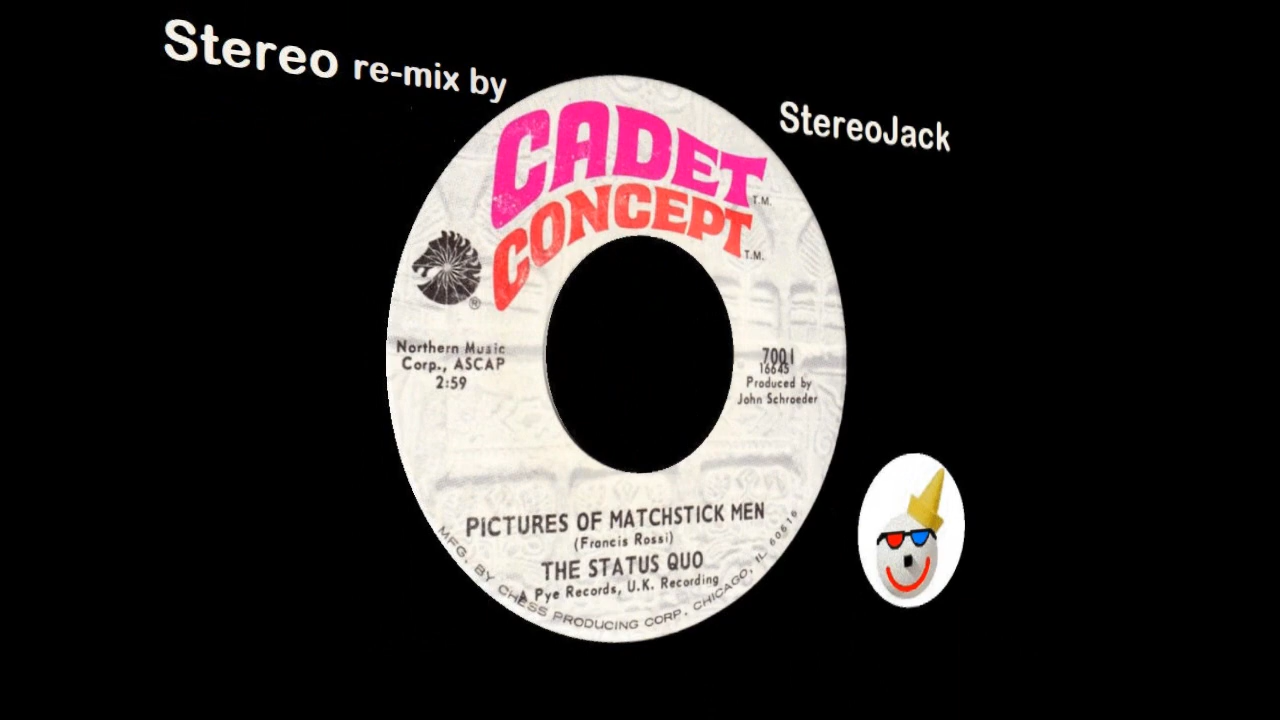 Stereo re-mix by
StereoJack
CADET T.M.
CONCEPT T.M.
®
Northern Music
Corp., ASCAP
2:59
7001
16645
Produced by
John Schroeder
PICTURES OF MATCHSTICK MEN
(Francis Rossi)
THE STATUS QUO
A Pye Records, U.K. Recording
MFG. BY CHESS PRODUCING CORP., CHICAGO, IL 60616